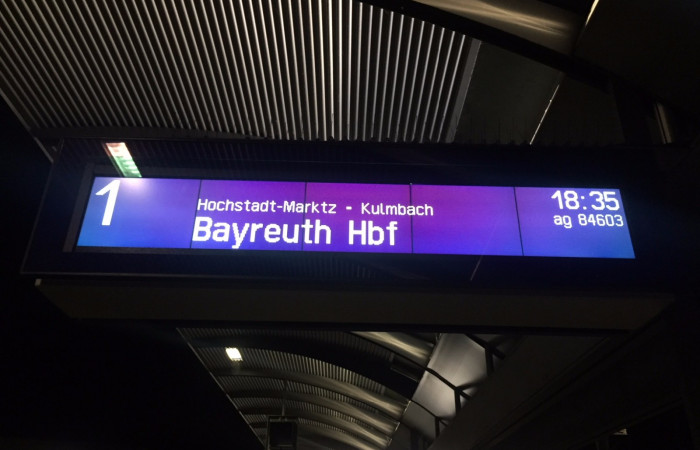 1
Hochstadt-Marktz - Kulmbach
Bayreuth Hbf
18:35
ag 84603